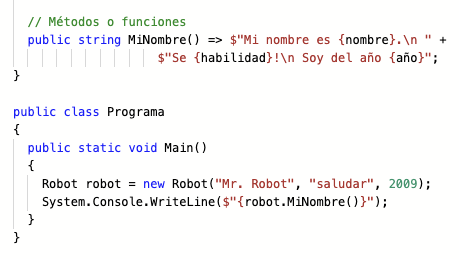 // Métodos o funciones
public string MiNombre() => $"Mi nombre es {nombre}.\n " +
$"Se {habilidad}!\n Soy del año {año}";
}
public class Programa
{
public static void Main()
{
Robot robot = new Robot("Mr. Robot", "saludar", 2009);
System.Console.WriteLine($"{robot.MiNombre()}");
}
}